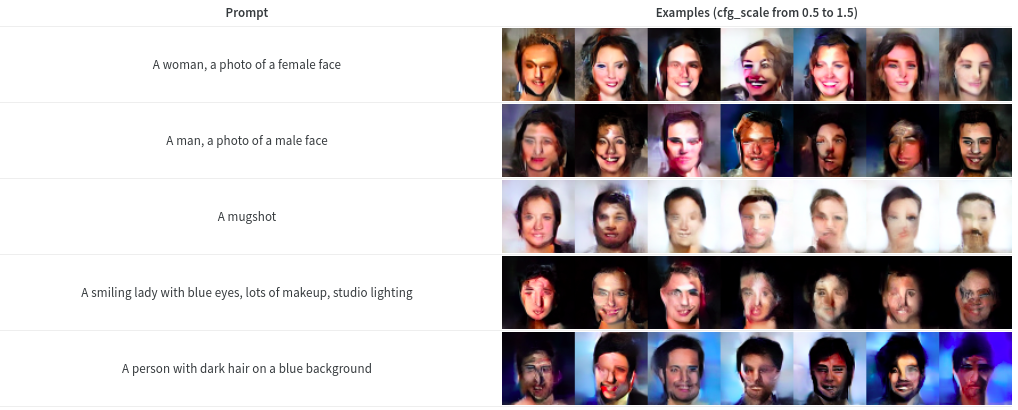 Prompt
Examples (cfg_scale from 0.5 to 1.5)
A woman, a photo of a female face
A man, a photo of a male face
A mugshot
A smiling lady with blue eyes, lots of makeup, studio lighting
A person with dark hair on a blue background